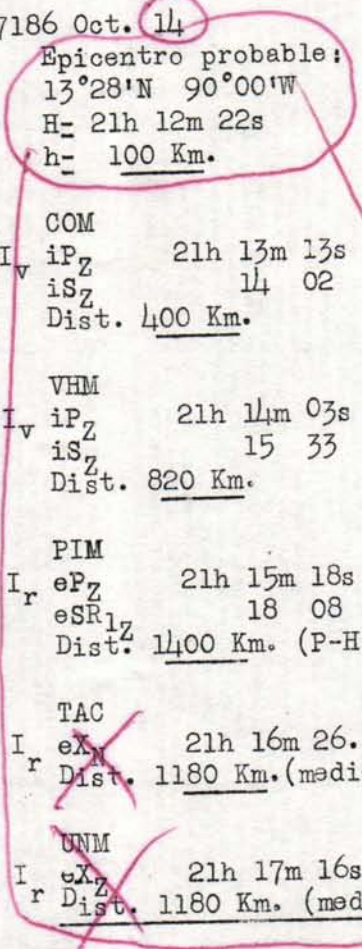 7186 Oct. 14
Epicentro probable:
13°28'N 90°00'W
H= 21h 12m 22s
h= 100 Km.
COM
Iv iPZ 21h 13m 13s
iSZ 14 02
Dist. 400 Km.
VHM
Iv iPZ 21h 14m 03s
iSZ 15 33
Dist. 820 Km.
PIM
Ir ePZ 21h 15m 18s
eSR1Z 18 08
Dist. 1400 Km. (P-H
TAC
Ir eXN 21h 16m 26.
Dist. 1180 Km. (medi
UNM
Ir eXZ 21h 17m 16s
Dist. 1180 Km. (med